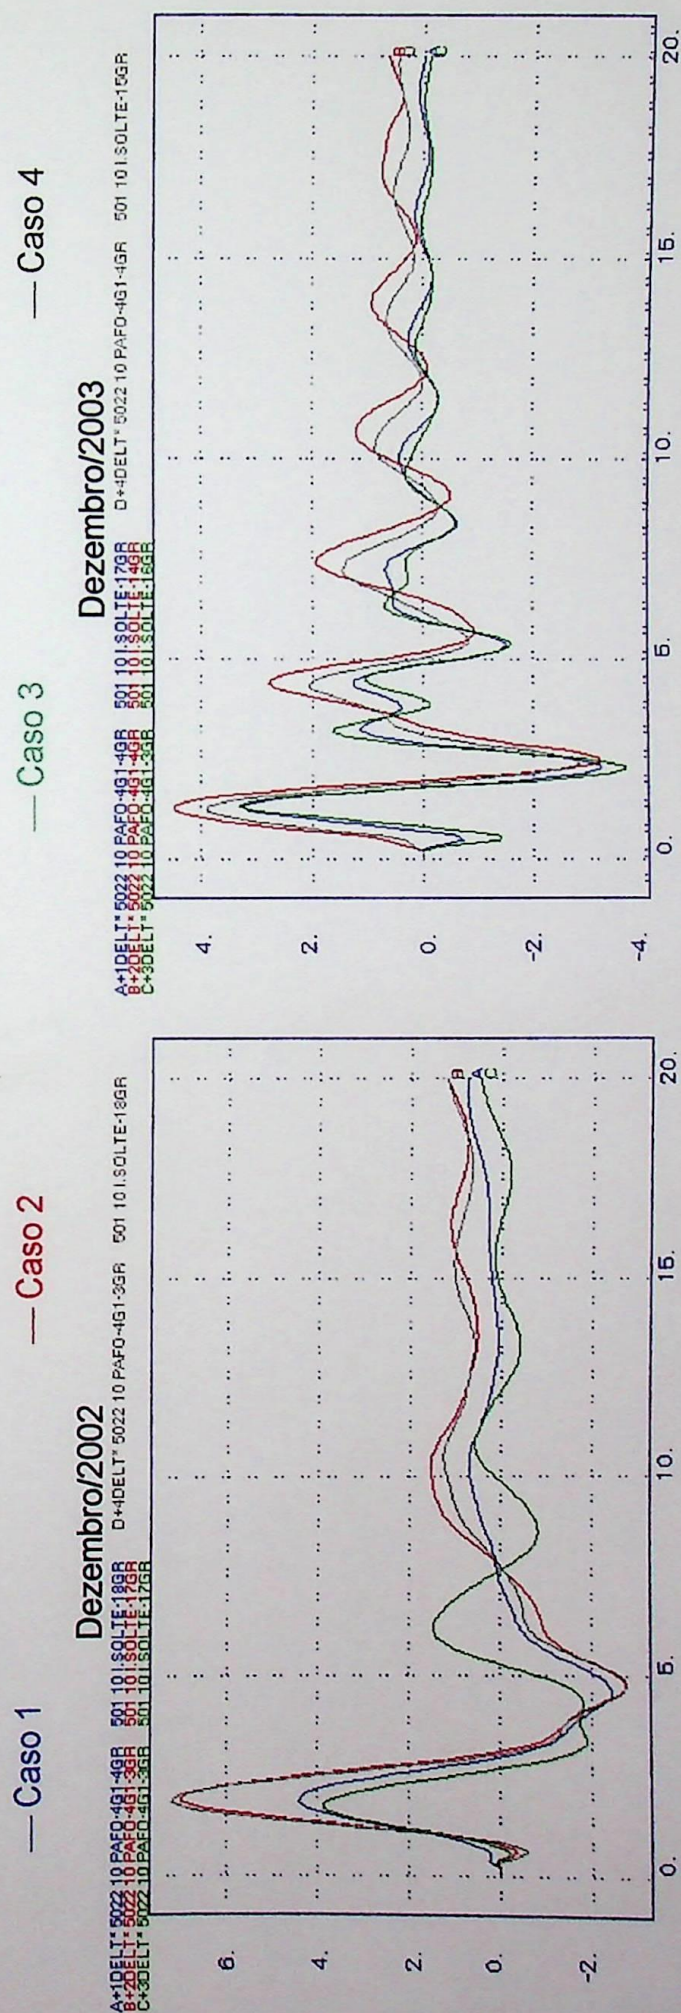 — Caso 1 — Caso 2 — Caso 3 — Caso 4
Dezembro/2002
A+1DELT* 5022 10 PAFO-4G1-4GR 501 10 I.SOLTE-18GR
B+2DELT* 5022 10 PAFO-4G1-3GR 501 10 I.SOLTE-17GR
C+3DELT* 5022 10 PAFO-4G1-3GR 501 10 I.SOLTE-17GR
D+4DELT* 5022 10 PAFO-4G1-3GR 501 10 I.SOLTE-18GR
6.
4.
2.
0.
-2.
B A C
0. 5. 10. 15. 20.
Dezembro/2003
A+1DELT* 5022 10 PAFO-4G1-4GR 501 10 I.SOLTE-17GR
B+2DELT* 5022 10 PAFO-4G1-4GR 501 10 I.SOLTE-14GR
C+3DELT* 5022 10 PAFO-4G1-3GR 501 10 I.SOLTE-16GR
D+4DELT* 5022 10 PAFO-4G1-4GR 501 10 I.SOLTE-15GR
4.
2.
0.
-2.
-4.
B D A C
0. 5. 10. 15. 20.